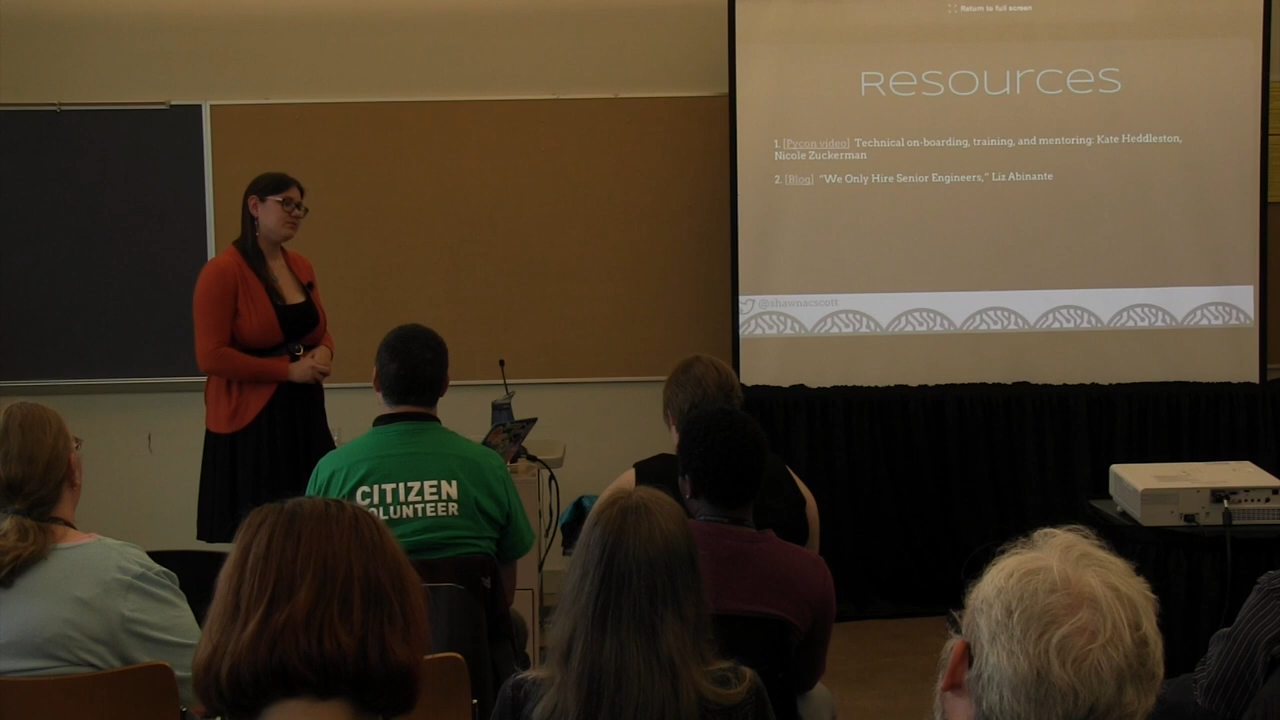 Return to full screen
Resources
1. [Pycon video] Technical on-boarding, training, and mentoring: Kate Heddleston,
Nicole Zuckerman
2. [Blog] "We Only Hire Senior Engineers," Liz Abinante
@shawnacscott
CITIZEN
VOLUNTEER